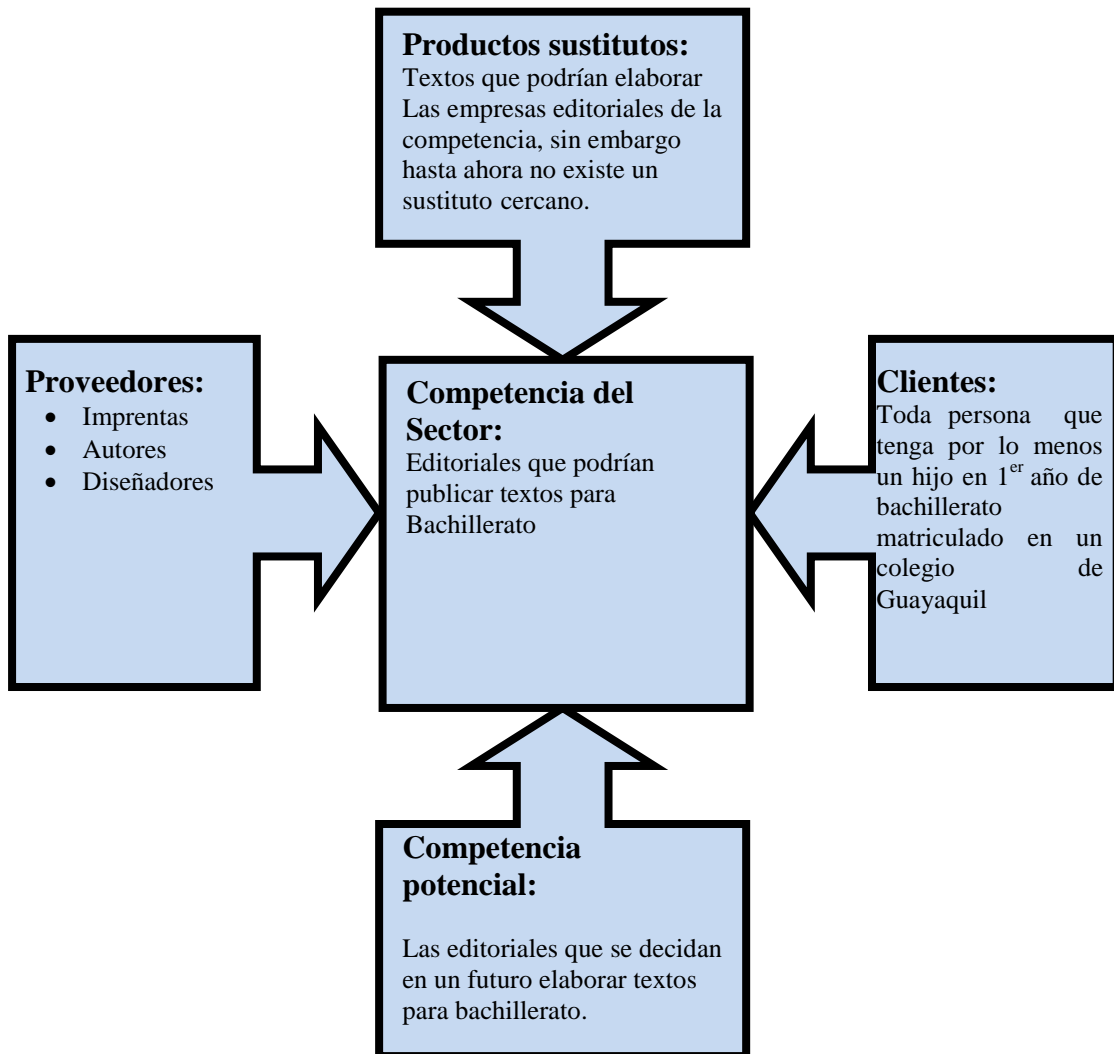 Productos sustitutos:
Textos que podrían elaborar
Las empresas editoriales de la
competencia, sin embargo
hasta ahora no existe un
sustituto cercano.
Proveedores:
• Imprentas
• Autores
• Diseñadores
Competencia del
Sector:
Editoriales que podrían
publicar textos para
Bachillerato
Clientes:
Toda persona que
tenga por lo menos
un hijo en 1er año de
bachillerato
matriculado en un
colegio de
Guayaquil
Competencia
potencial:
Las editoriales que se decidan
en un futuro elaborar textos
para bachillerato.